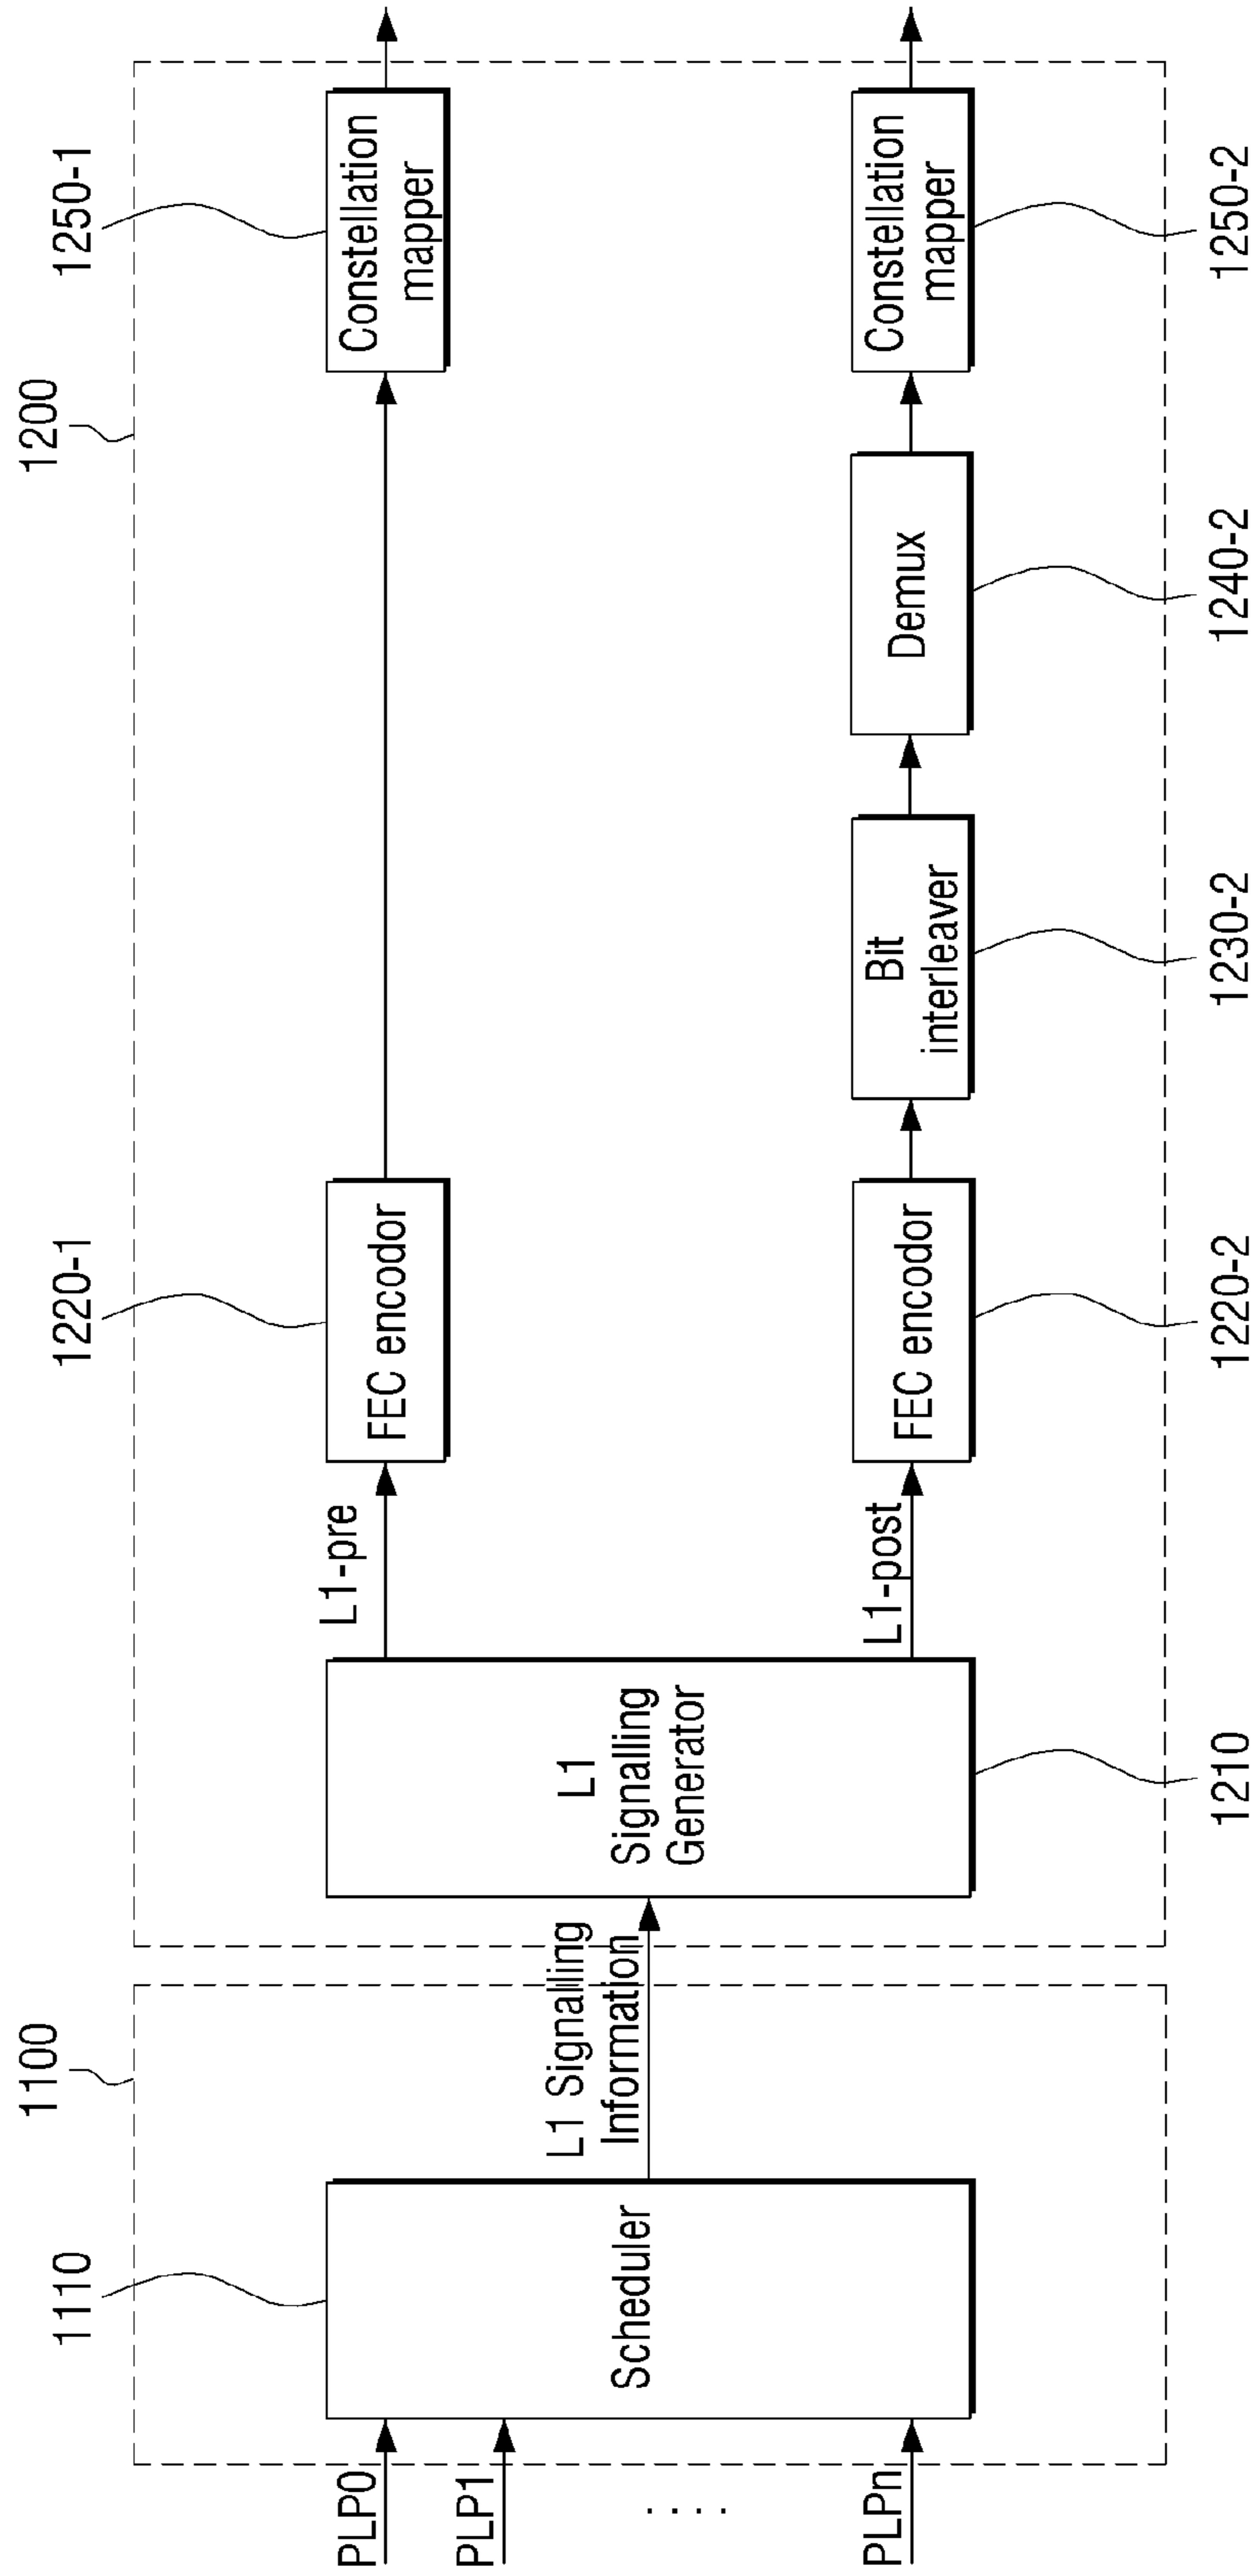 1100
1200
1110
1220-1
1250-1
PLP0
PLP1
. . . .
PLPn
Scheduler
L1 Signalling
Information
L1
Signalling
Generator
L1-pre
FEC encodor
Constellation
mapper
L1-post
FEC encodor
Bit
interleaver
Demux
Constellation
mapper
1210
1220-2
1230-2
1240-2
1250-2